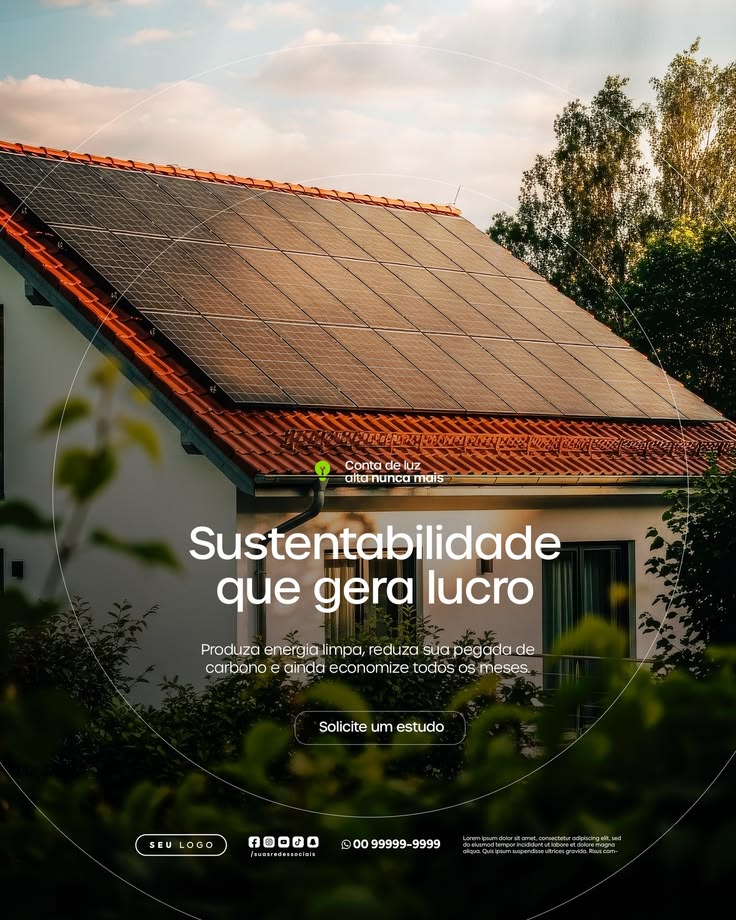 Conta de luz
alta nunca mais
Sustentabilidade
que gera lucro
Produza energia limpa, reduza sua pegada de
carbono e ainda economize todos os meses.
Solicite um estudo
SEU LOGO
/suasredessociais
00 99999-9999
Lorem ipsum dolor sit amet, consectetur adipiscing elit, sed
do eiusmod tempor incididunt ut labore et dolore magna
aliqua. Quis ipsum suspendisse ultrices gravida. Risus com-